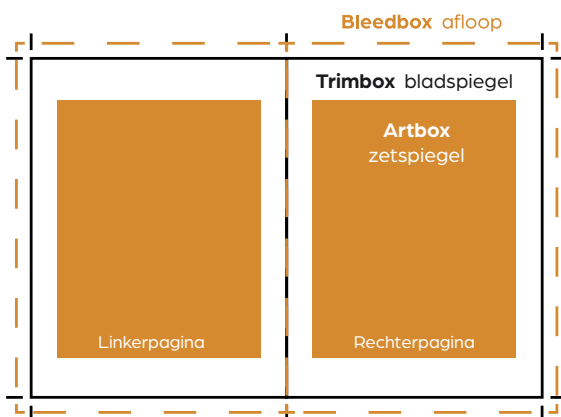 Bleedbox afloop
Trimbox bladspiegel
Artbox
zetspiegel
Linkerpagina
Rechterpagina